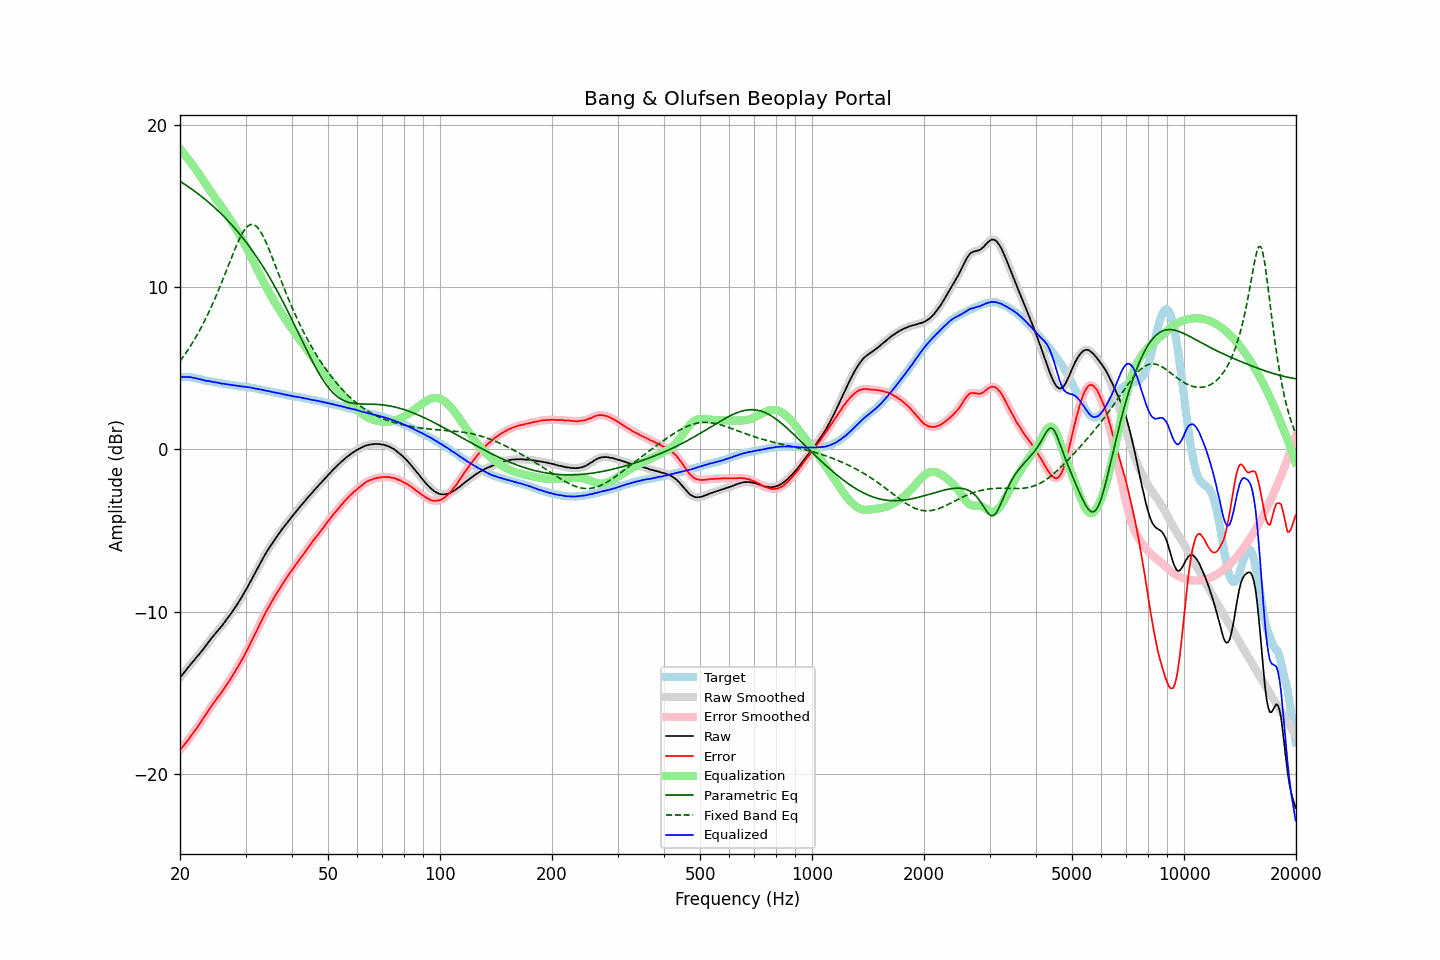 Bang & Olufsen Beoplay Portal
Amplitude (dBr)
20
10
0
−10
−20
Target
Raw Smoothed
Error Smoothed
Raw
Error
Equalization
Parametric Eq
Fixed Band Eq
Equalized
20 50 100 200 500 1000 2000 5000 10000 20000
Frequency (Hz)